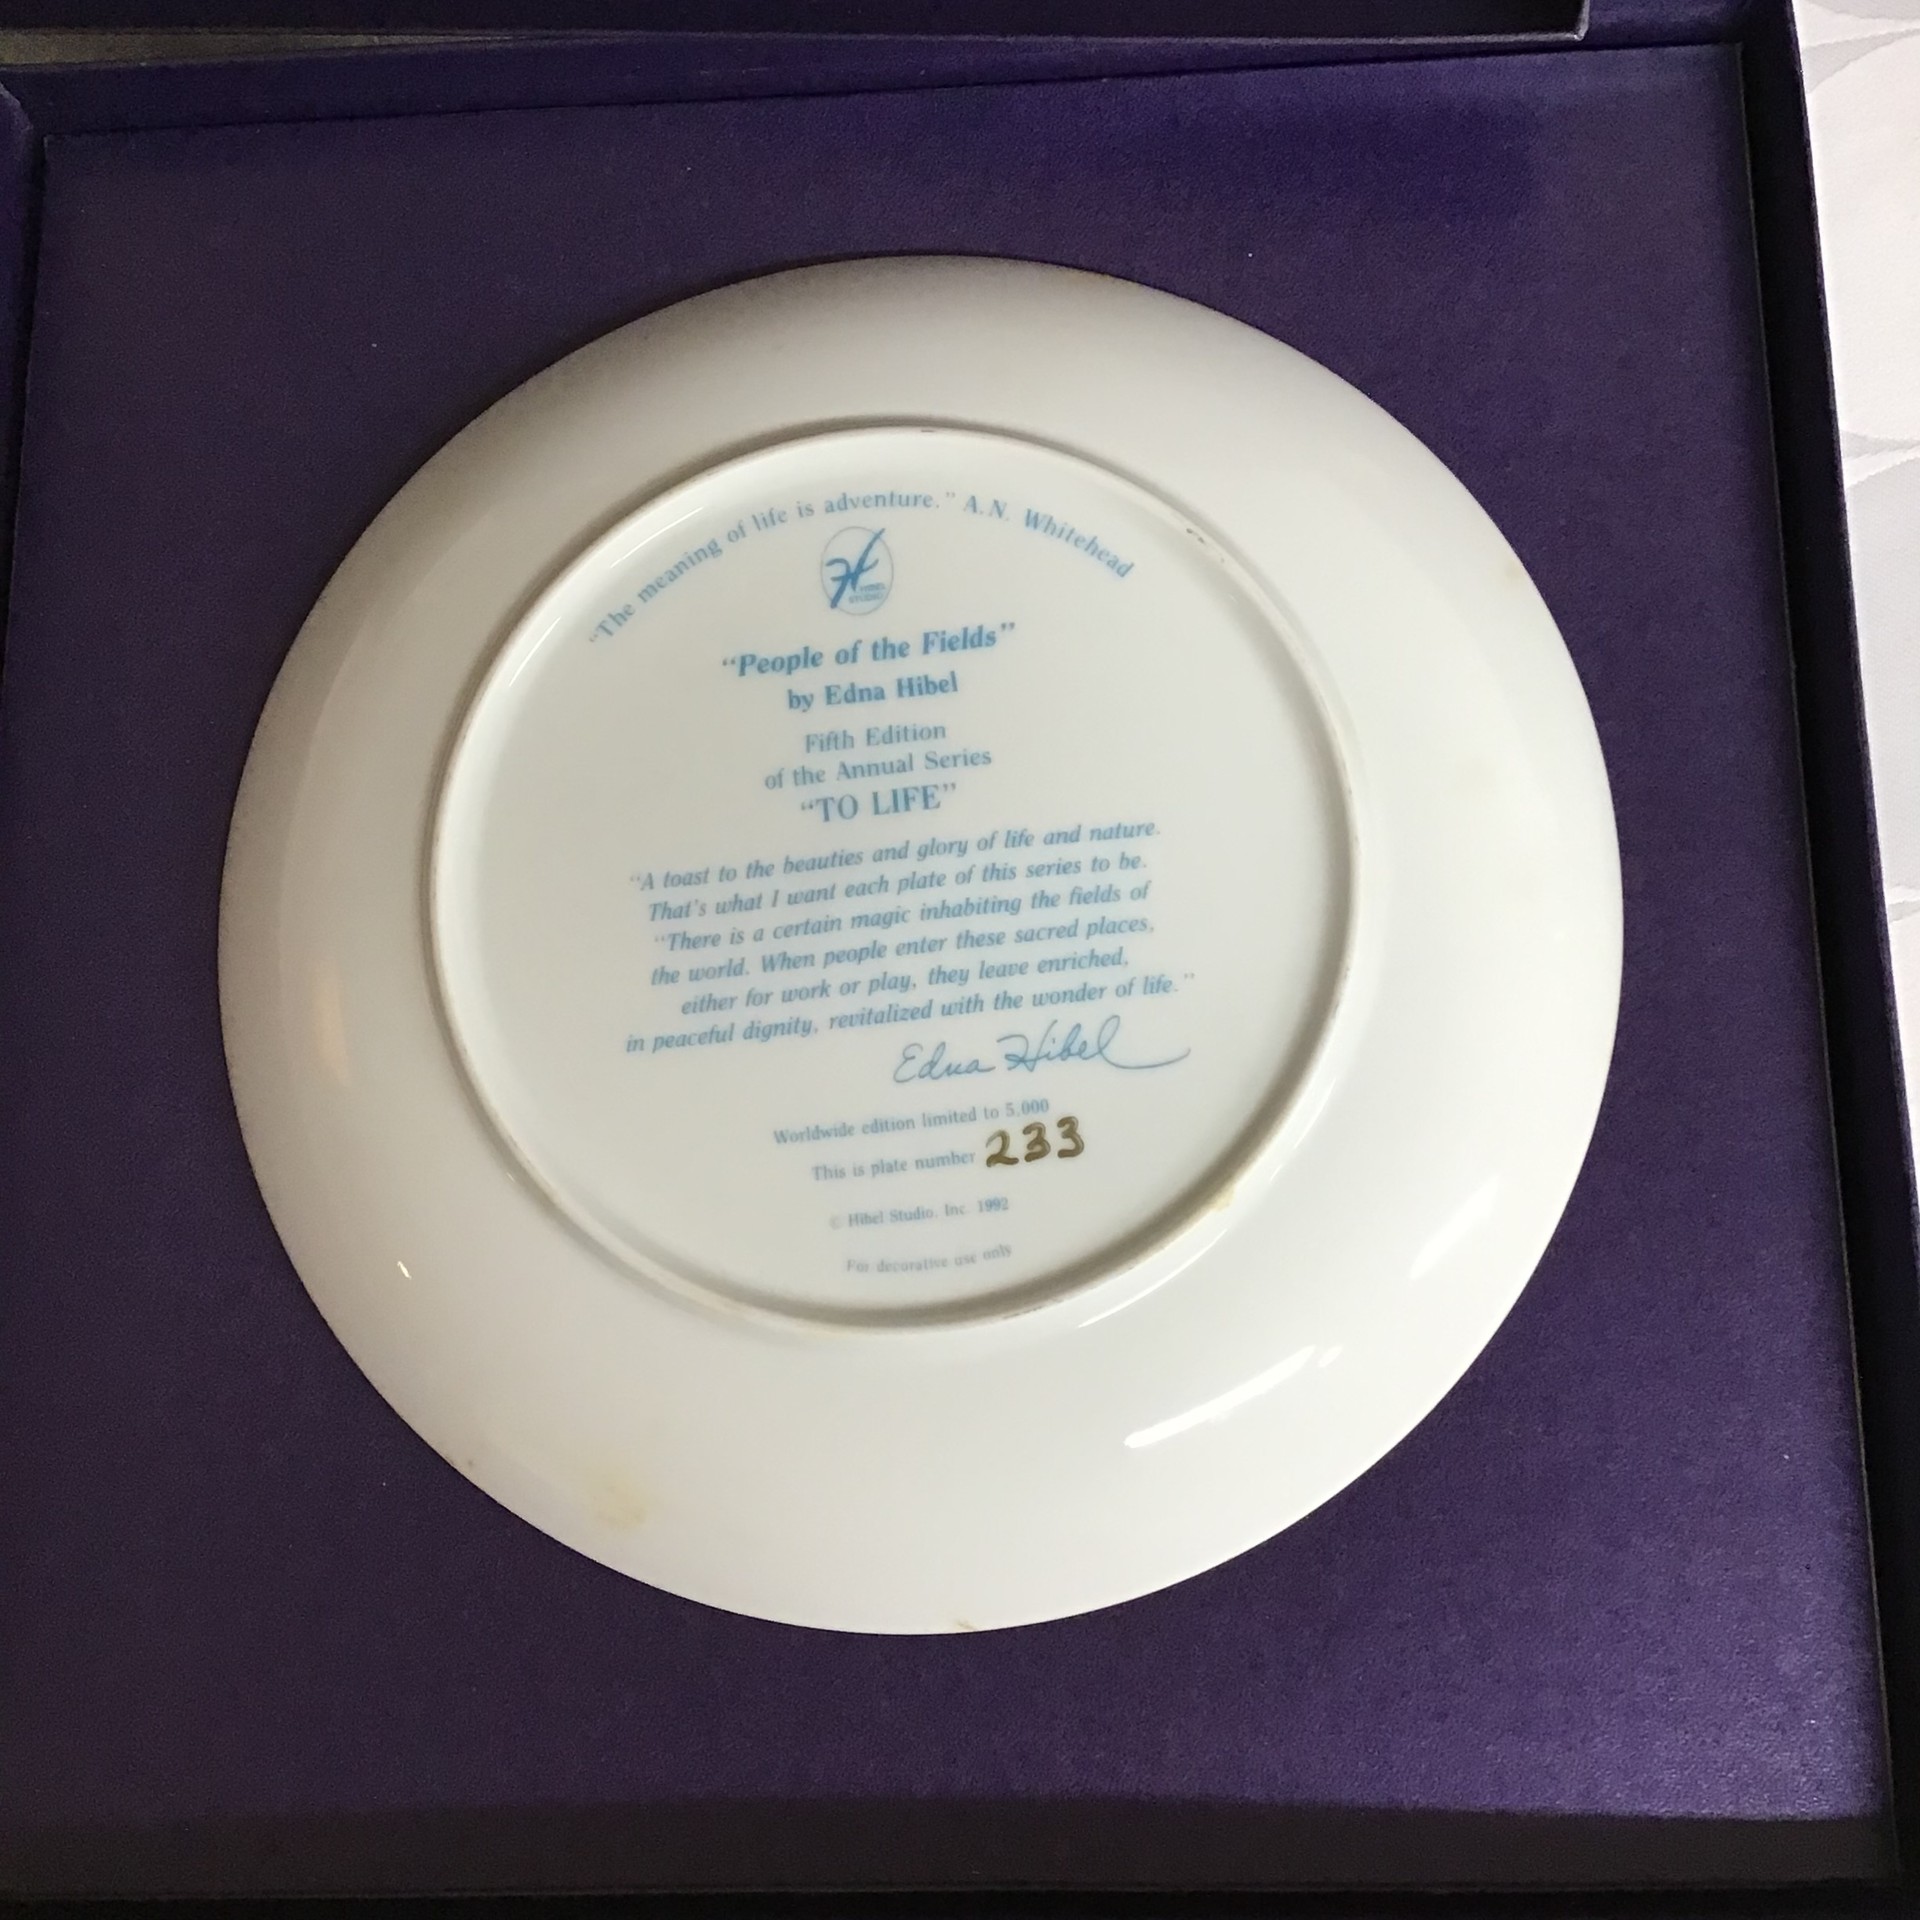 “The meaning of life is adventure.” A.N. Whitehead
HIBEL
STUDIO
“People of the Fields”
by Edna Hibel
Fifth Edition
of the Annual Series
“TO LIFE”
“A toast to the beauties and glory of life and nature.
That's what I want each plate of this series to be.
“There is a certain magic inhabiting the fields of
the world. When people enter these sacred places,
either for work or play, they leave enriched,
in peaceful dignity, revitalized with the wonder of life.”
Edna Hibel
Worldwide edition limited to 5,000
This is plate number 233
© Hibel Studio, Inc. 1992
For decorative use only